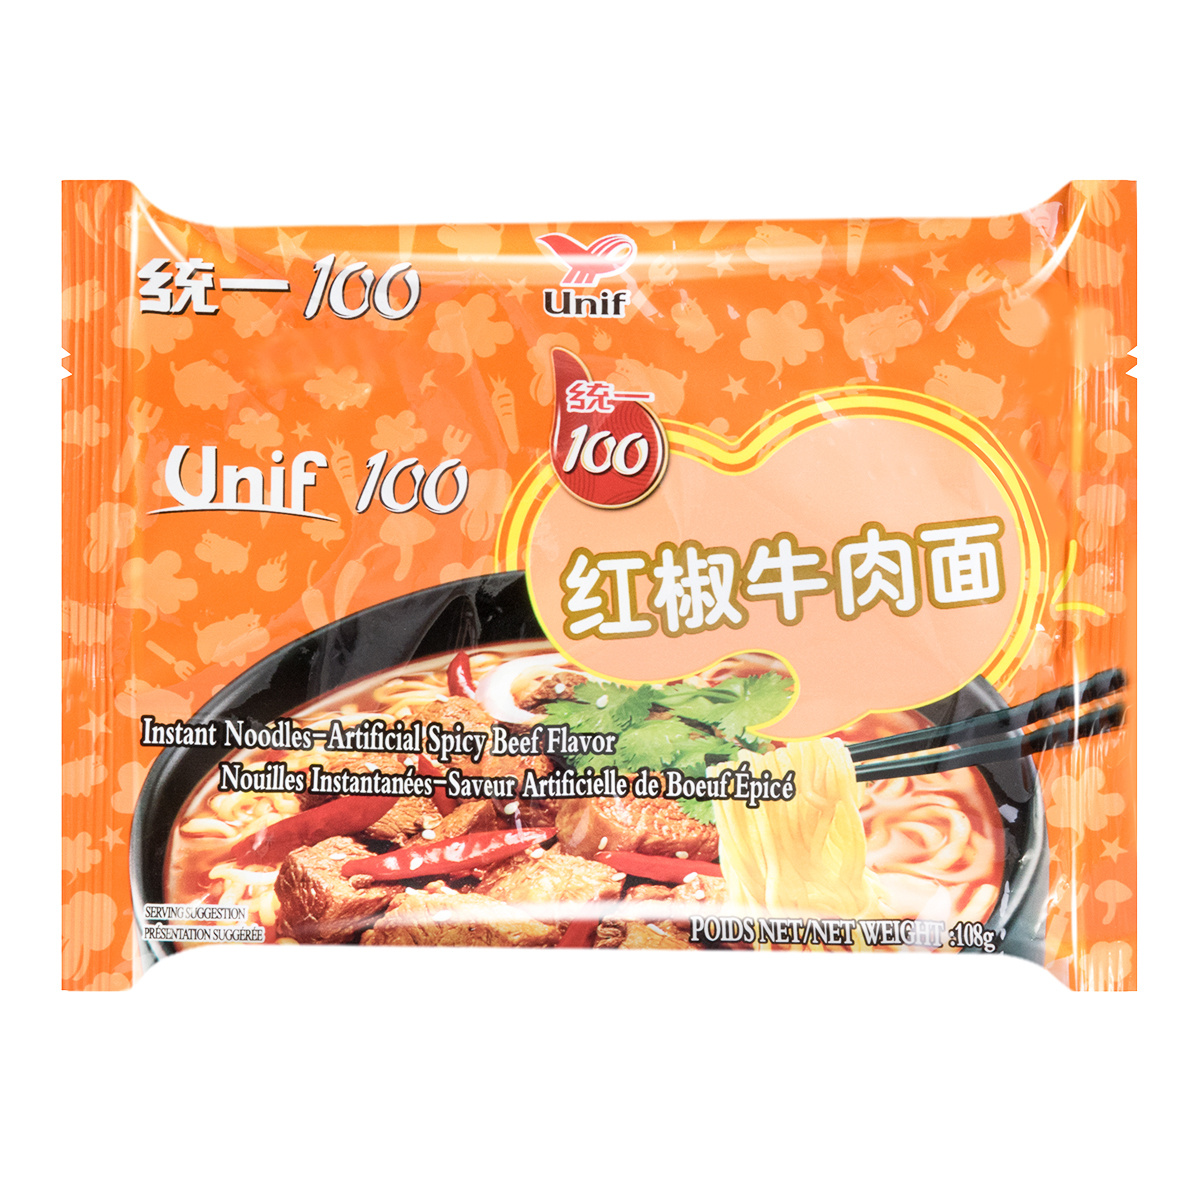 统一100
Unif
统一
100
Unif 100
红椒牛肉面
Instant Noodles-Artificial Spicy Beef Flavor
Nouilles Instantanées-Saveur Artificielle de Boeuf Épicé
SERVING SUGGESTION
PRÉSENTATION SUGGÉRÉE
POIDS NET/NET WEIGHT :108g